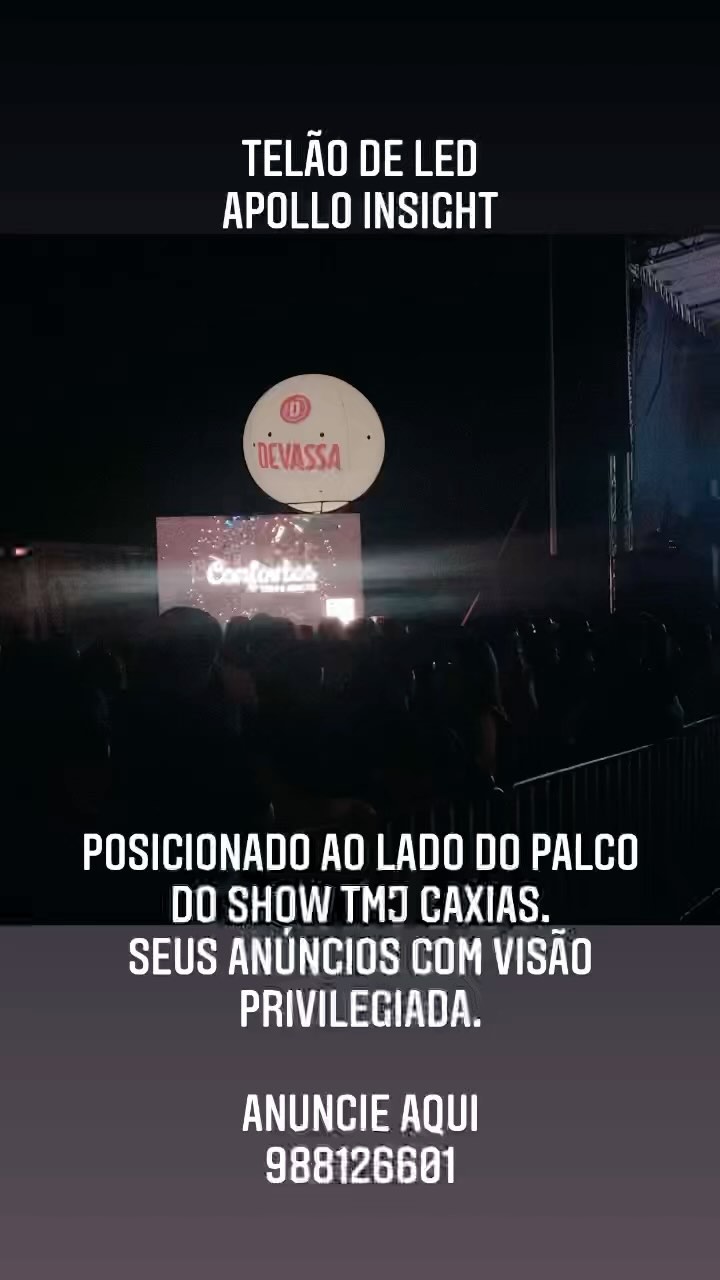 TELÃO DE LED
APOLLO INSIGHT
D
DEVASSA
Confortos
POSICIONADO AO LADO DO PALCO
DO SHOW TMJ CAXIAS.
SEUS ANÚNCIOS COM VISÃO
PRIVILEGIADA.
ANUNCIE AQUI
988126601